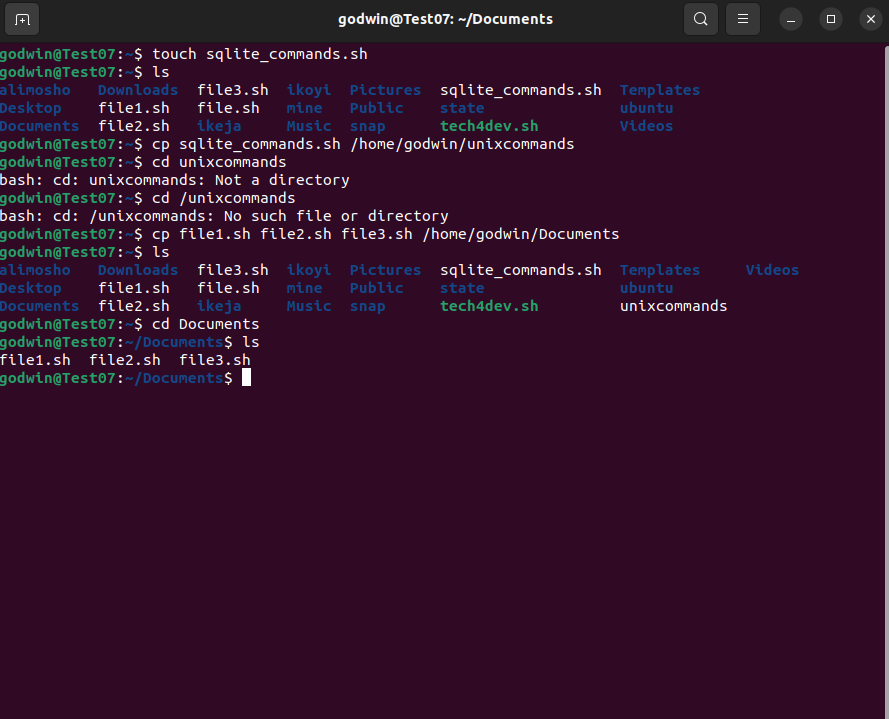 godwin@Test07: ~/Documents
godwin@Test07:~$ touch sqlite_commands.sh
godwin@Test07:~$ ls
alimosho   Downloads  file3.sh  ikoyi  Pictures  sqlite_commands.sh  Templates
Desktop    file1.sh   file.sh   mine   Public    state               ubuntu
Documents  file2.sh   ikeja     Music  snap      tech4dev.sh         Videos
godwin@Test07:~$ cp sqlite_commands.sh /home/godwin/unixcommands
godwin@Test07:~$ cd unixcommands
bash: cd: unixcommands: Not a directory
godwin@Test07:~$ cd /unixcommands
bash: cd: /unixcommands: No such file or directory
godwin@Test07:~$ cp file1.sh file2.sh file3.sh /home/godwin/Documents
godwin@Test07:~$ ls
alimosho   Downloads  file3.sh  ikoyi  Pictures  sqlite_commands.sh  Templates     Videos
Desktop    file1.sh   file.sh   mine   Public    state               ubuntu
Documents  file2.sh   ikeja     Music  snap      tech4dev.sh         unixcommands
godwin@Test07:~$ cd Documents
godwin@Test07:~/Documents$ ls
file1.sh  file2.sh  file3.sh
godwin@Test07:~/Documents$